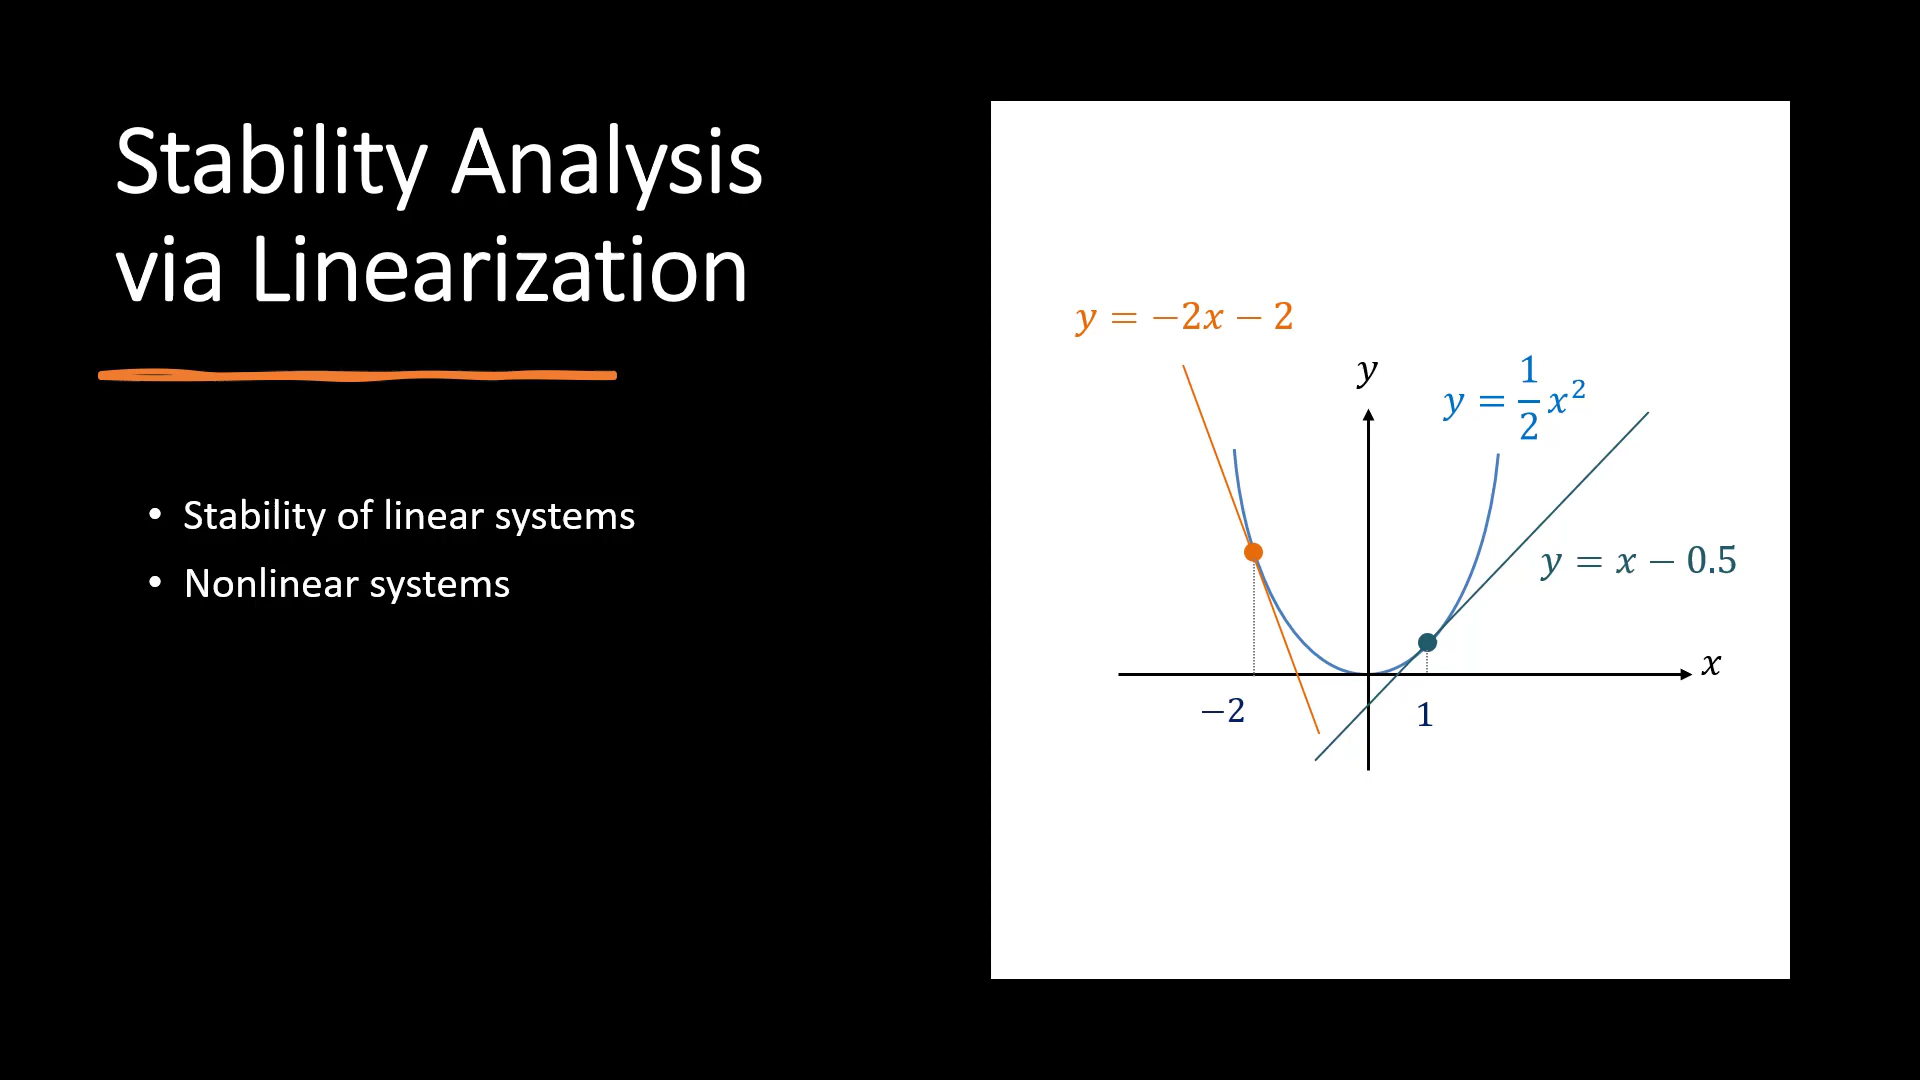 Stability Analysis
via Linearization
• Stability of linear systems
• Nonlinear systems
y = −2x − 2
y
y = 1/2 x²
y = x − 0.5
x
−2
1